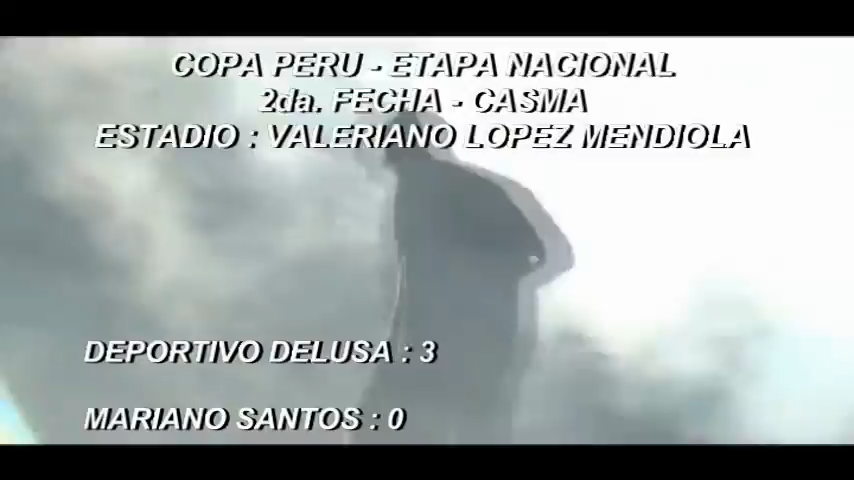 COPA PERU - ETAPA NACIONAL
2da. FECHA - CASMA
ESTADIO : VALERIANO LOPEZ MENDIOLA
DEPORTIVO DELUSA : 3
MARIANO SANTOS : 0